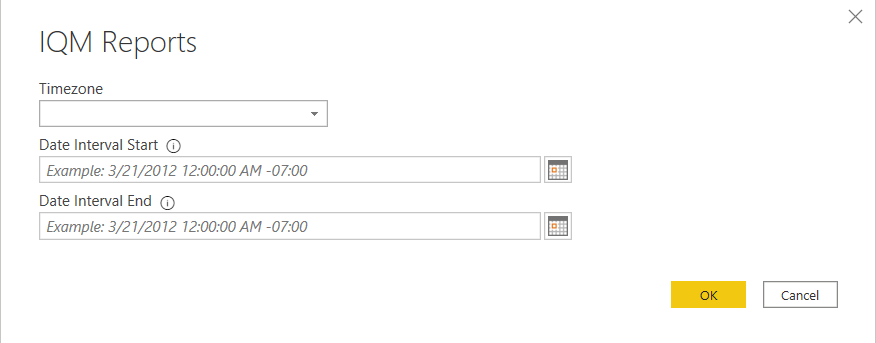 IQM Reports
Timezone
Date Interval Start
Example: 3/21/2012 12:00:00 AM -07:00
Date Interval End
Example: 3/21/2012 12:00:00 AM -07:00
OK Cancel